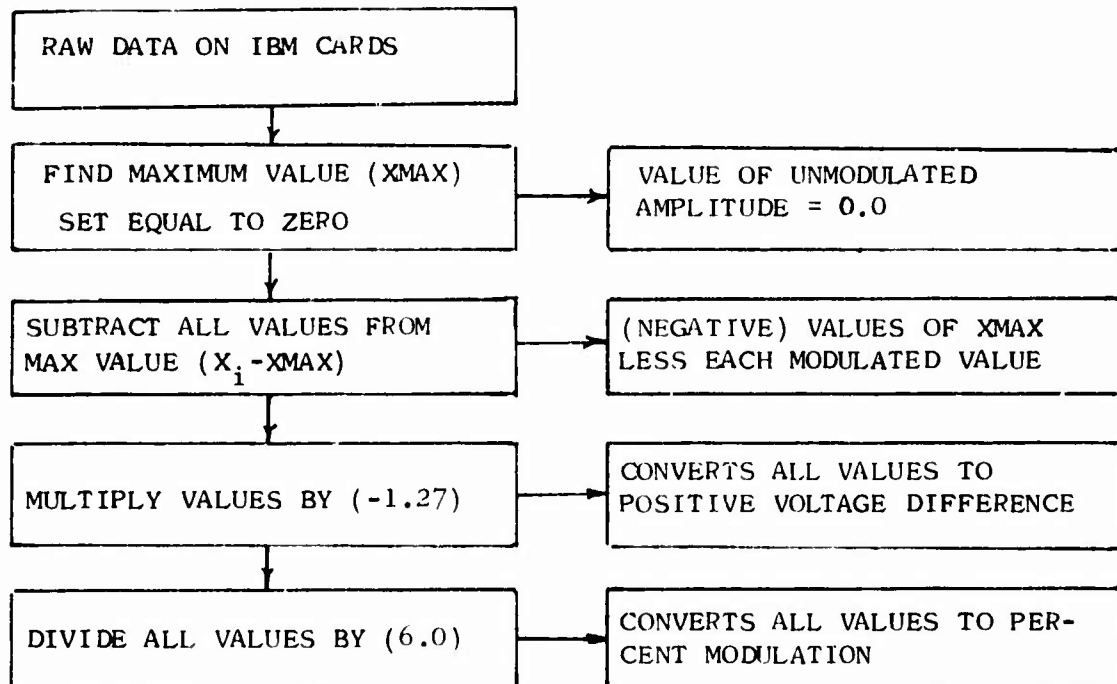 RAW DATA ON IBM CARDS
FIND MAXIMUM VALUE (XMAX)
SET EQUAL TO ZERO
VALUE OF UNMODULATED
AMPLITUDE = 0.0
SUBTRACT ALL VALUES FROM
MAX VALUE (Xi-XMAX)
(NEGATIVE) VALUES OF XMAX
LESS EACH MODULATED VALUE
MULTIPLY VALUES BY (-1.27)
CONVERTS ALL VALUES TO
POSITIVE VOLTAGE DIFFERENCE
DIVIDE ALL VALUES BY (6.0)
CONVERTS ALL VALUES TO PER-
CENT MODULATION